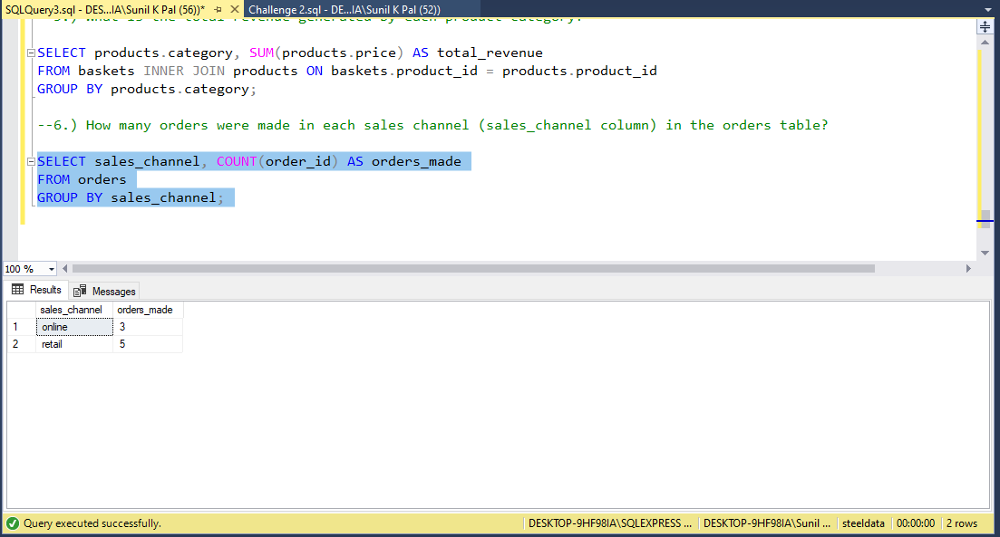 SQLQuery3.sql - DES...IA\Sunil K Pal (56))*
Challenge 2.sql - DE...IA\Sunil K Pal (52))
--5.) What is the total revenue generated by each product category?
SELECT products.category, SUM(products.price) AS total_revenue
FROM baskets INNER JOIN products ON baskets.product_id = products.product_id
GROUP BY products.category;
--6.) How many orders were made in each sales channel (sales_channel column) in the orders table?
SELECT sales_channel, COUNT(order_id) AS orders_made
FROM orders
GROUP BY sales_channel;
100 %
Results Messages
sales_channel orders_made
1 online 3
2 retail 5
Query executed successfully. DESKTOP-9HF98IA\SQLEXPRESS ... DESKTOP-9HF98IA\Sunil ... steeldata 00:00:00 2 rows